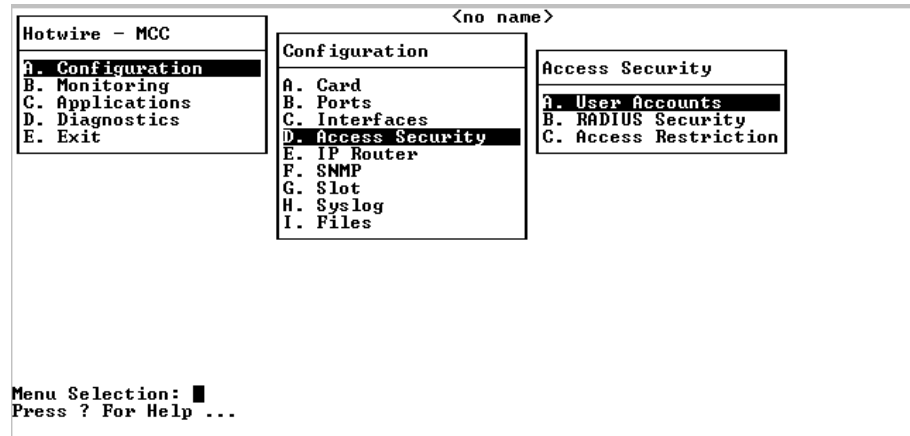 <no name>
Hotwire - MCC
A. Configuration
B. Monitoring
C. Applications
D. Diagnostics
E. Exit
Configuration
A. Card
B. Ports
C. Interfaces
D. Access Security
E. IP Router
F. SNMP
G. Slot
H. Syslog
I. Files
Access Security
A. User Accounts
B. RADIUS Security
C. Access Restriction
Menu Selection:
Press ? For Help ...